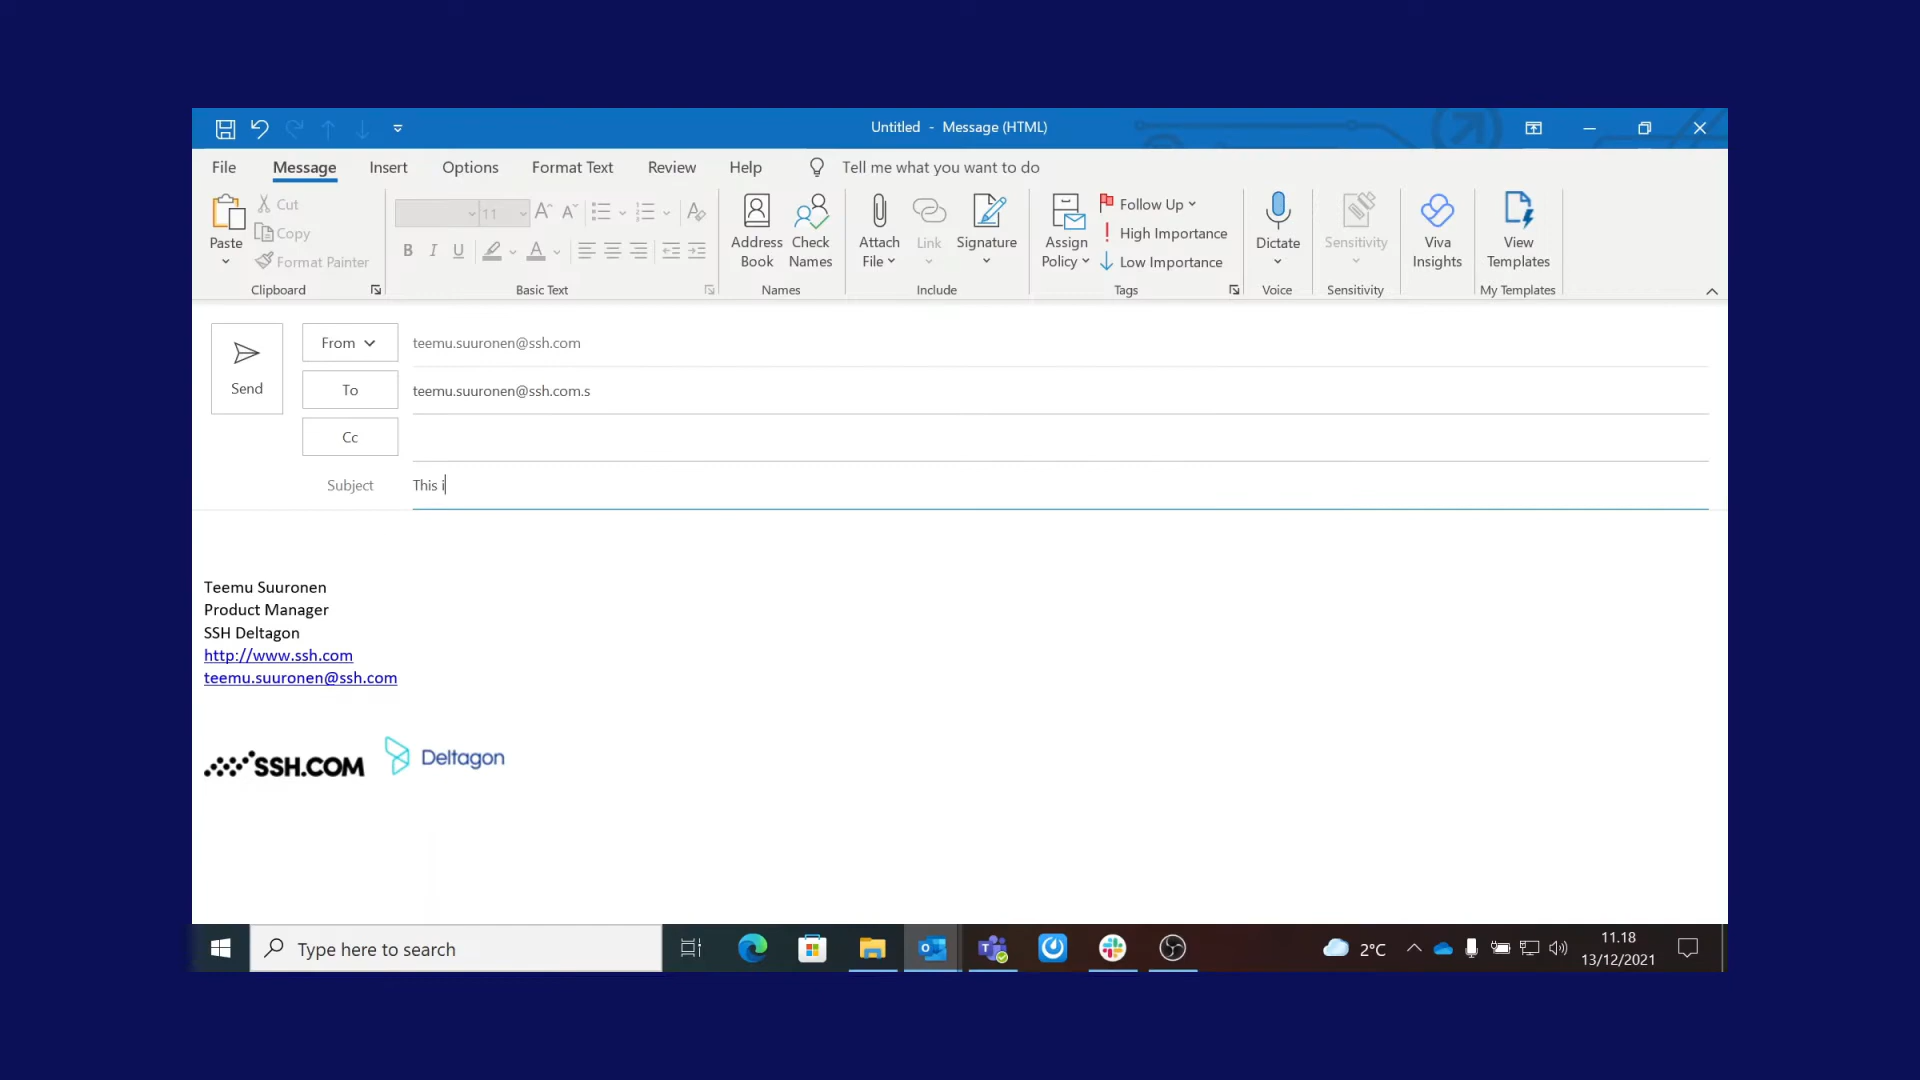 Untitled - Message (HTML)
File Message Insert Options Format Text Review Help Tell me what you want to do
Paste
Cut
Copy
Format Painter
Clipboard
11
B I U
Basic Text
Address Book
Check Names
Names
Attach File
Link
Signature
Include
Assign Policy
Follow Up
High Importance
Low Importance
Tags
Dictate
Voice
Sensitivity
Sensitivity
Viva Insights
View Templates
My Templates
Send
From teemu.suuronen@ssh.com
To teemu.suuronen@ssh.com.s
Cc
Subject This i
Teemu Suuronen
Product Manager
SSH Deltagon
http://www.ssh.com
teemu.suuronen@ssh.com
SSH.COM Deltagon
Type here to search
2°C
11.18
13/12/2021